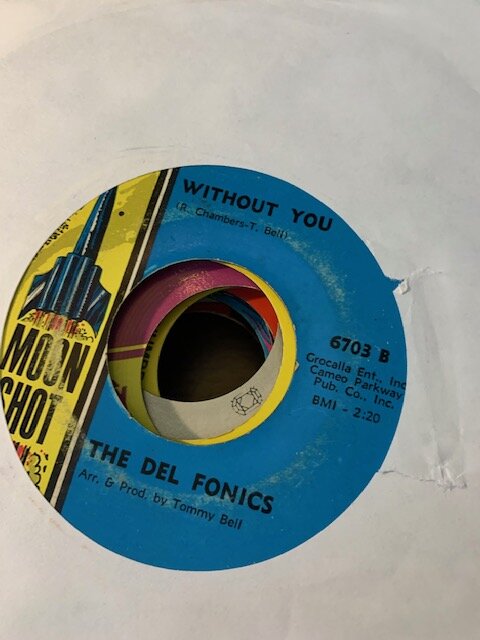 WITHOUT YOU
(R. Chambers-T. Bell)
6703 B
Grocalla Ent., Inc
Cameo Parkway
Pub. Co., Inc.
BMI - 2:20
MOON
SHOT
THE DEL FONICS
Arr. & Prod. by Tommy Bell